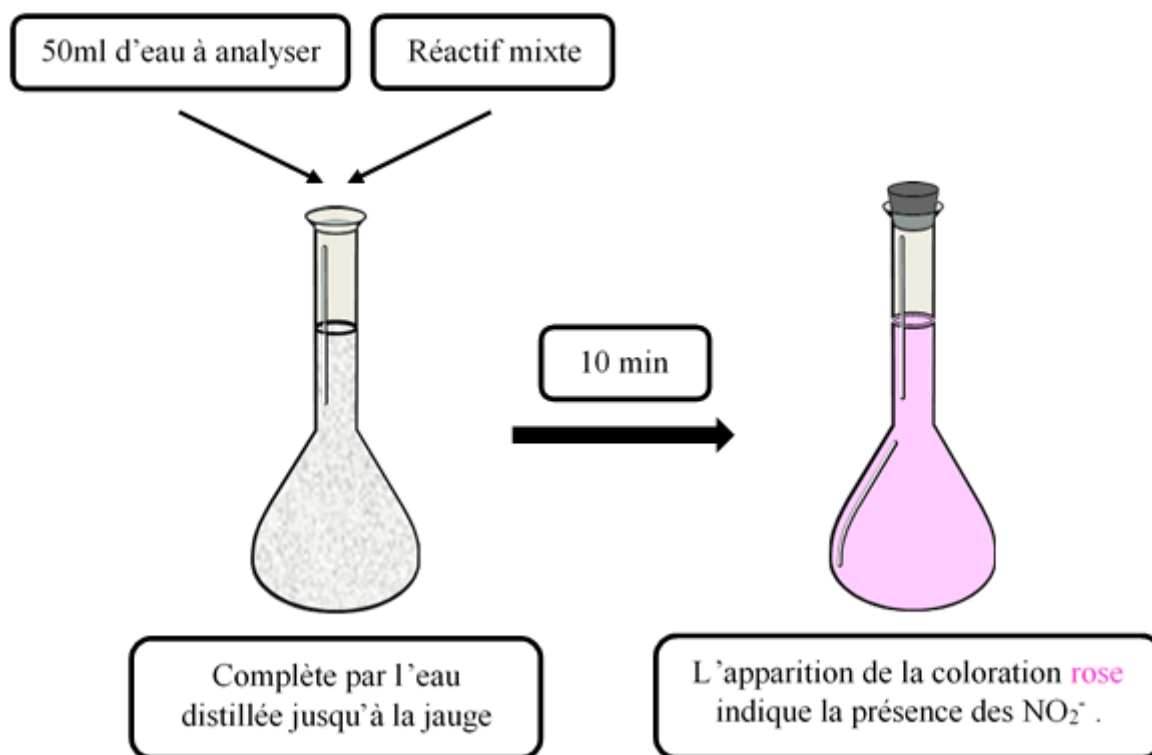 50ml d’eau à analyser
Réactif mixte
10 min
Complète par l’eau
distillée jusqu’à la jauge
L’apparition de la coloration rose
indique la présence des NO₂⁻ .